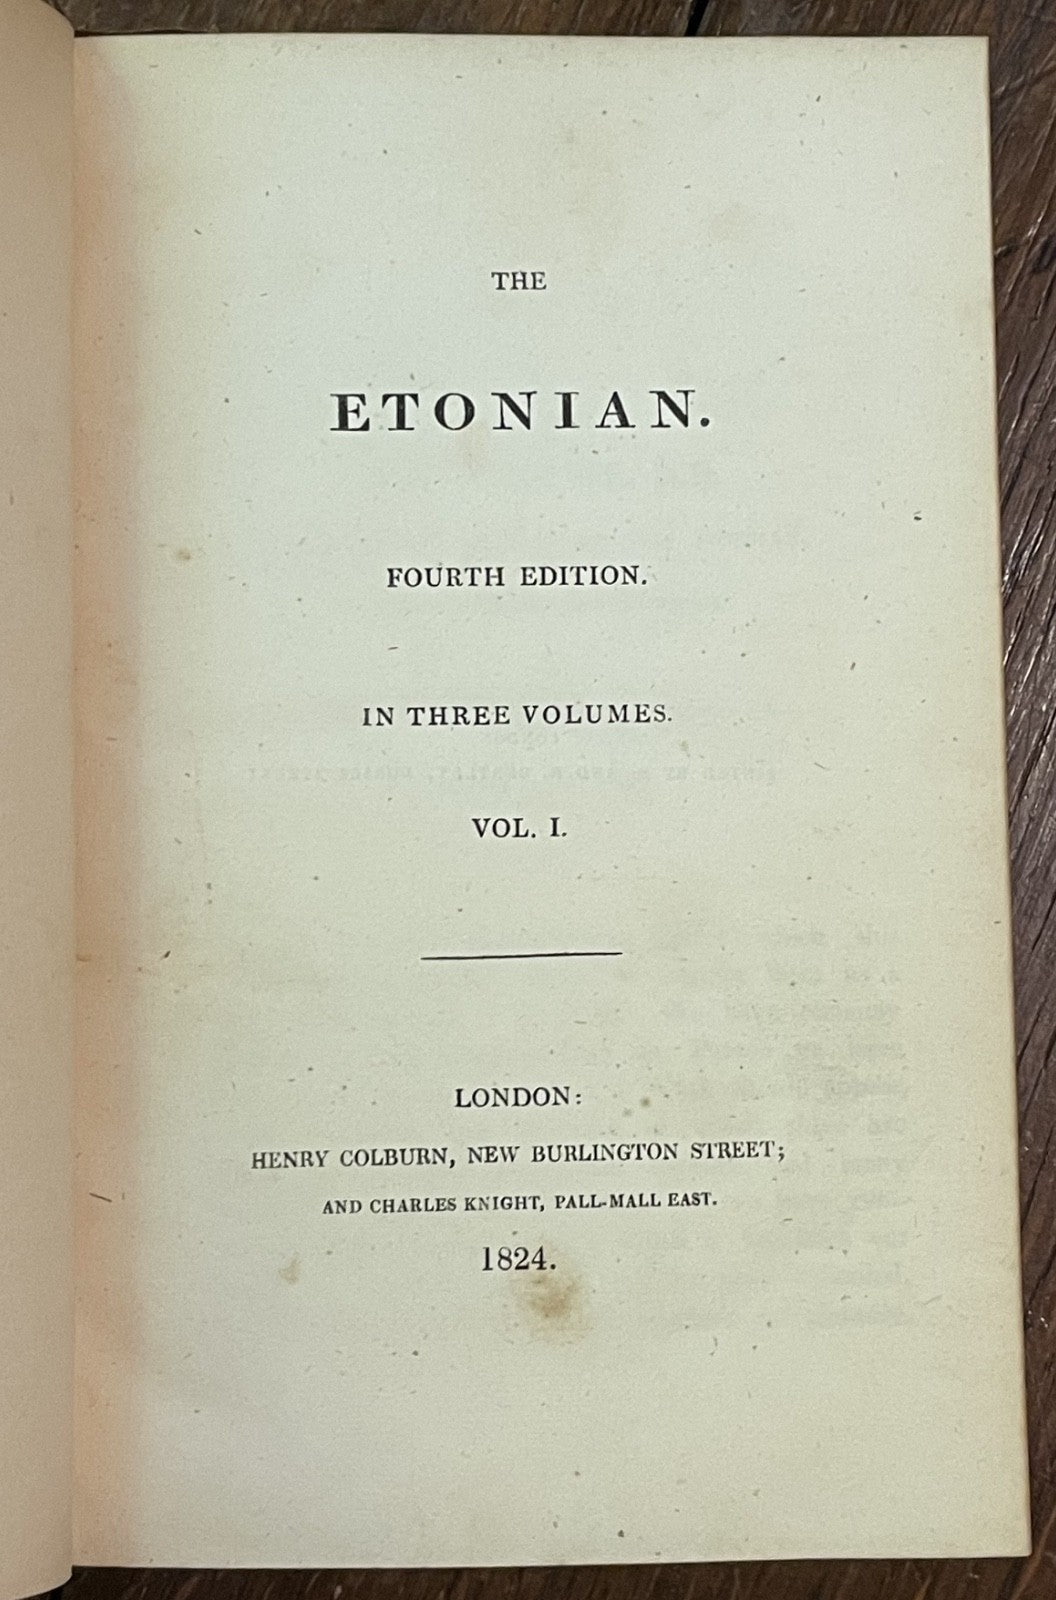 THE
ETONIAN.
FOURTH EDITION.
IN THREE VOLUMES.
VOL. I.
LONDON:
HENRY COLBURN, NEW BURLINGTON STREET;
AND CHARLES KNIGHT, PALL-MALL EAST.
1824.